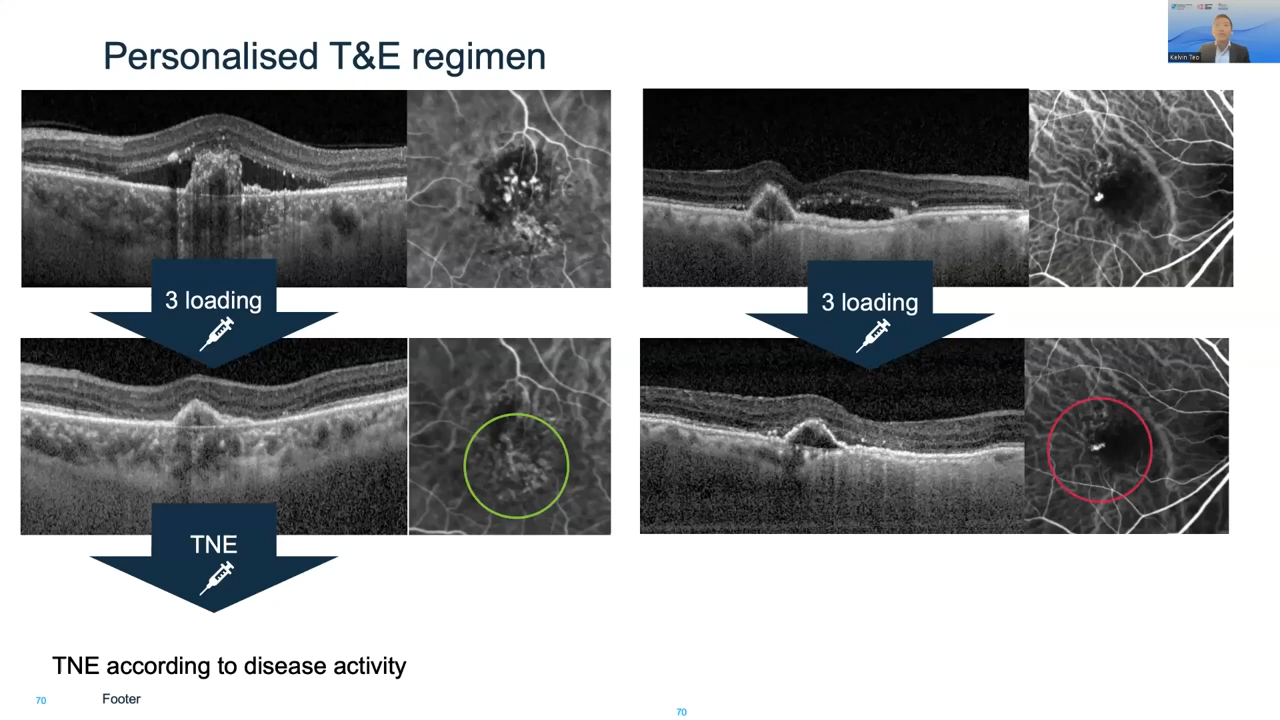 Personalised T&E regimen
Kelvin Teo
3 loading
3 loading
TNE
TNE according to disease activity
70
Footer
70